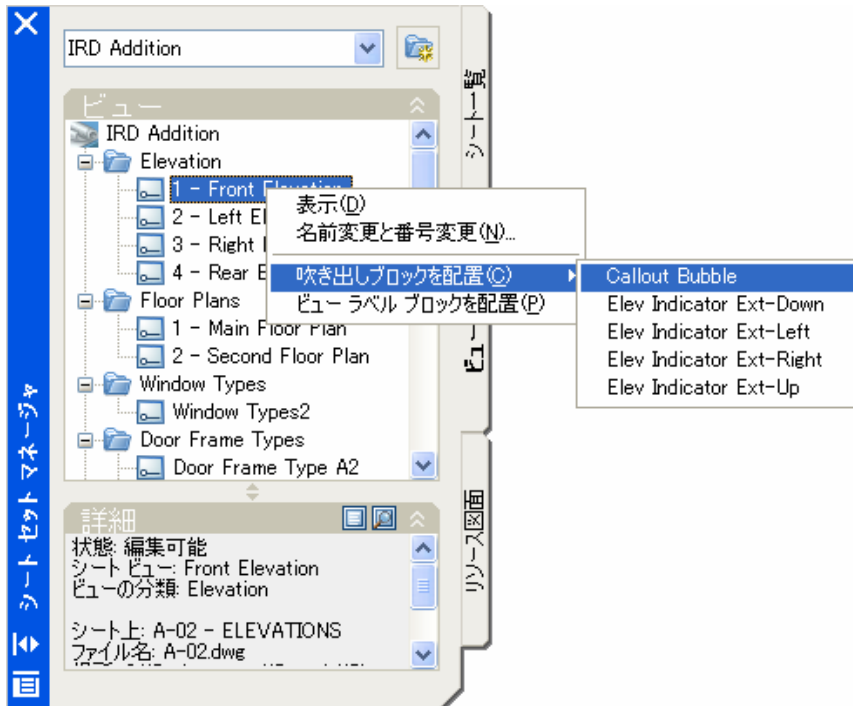 IRD Addition
ビュー
IRD Addition
Elevation
1 - Front Elevation
2 - Left El
3 - Right
4 - Rear E
Floor Plans
1 - Main Floor Plan
2 - Second Floor Plan
Window Types
Window Types2
Door Frame Types
Door Frame Type A2
表示(D)
名前変更と番号変更(N)...
吹き出しブロックを配置(C)
ビュー ラベル ブロックを配置(P)
Callout Bubble
Elev Indicator Ext-Down
Elev Indicator Ext-Left
Elev Indicator Ext-Right
Elev Indicator Ext-Up
詳細
状態: 編集可能
シート ビュー: Front Elevation
ビューの分類: Elevation
シート上: A-02 - ELEVATIONS
ファイル名: A-02.dwg
シート一覧
ビュー
リソース図面
シート セット マネージャ